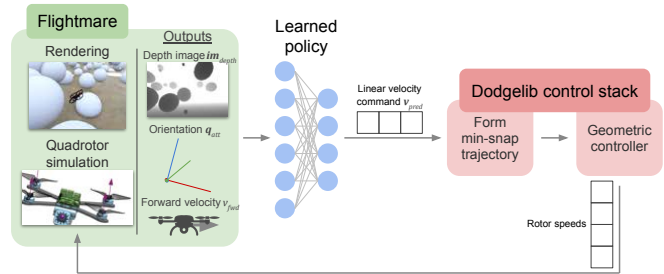 Flightmare
Rendering
Quadrotor
simulation
Outputs
Depth image im_depth
Orientation q_att
Forward velocity v_fwd
Learned
policy
Linear velocity
command v_pred
Dodgelib control stack
Form
min-snap
trajectory
Geometric
controller
Rotor speeds